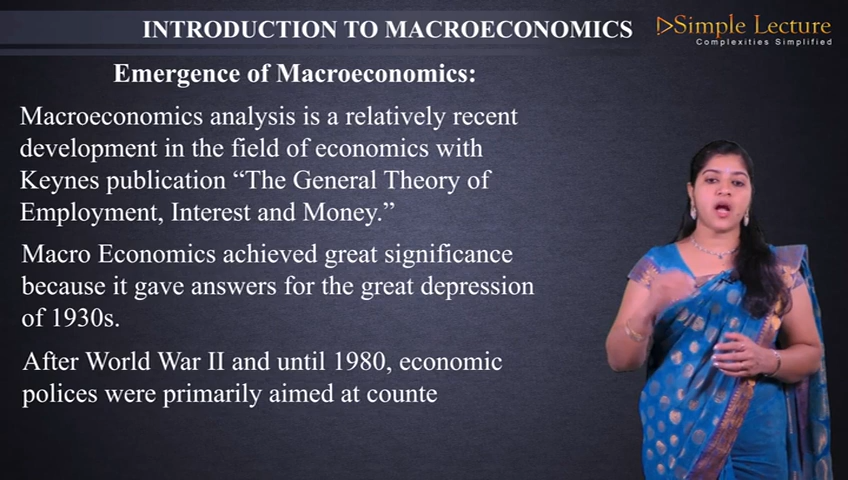 INTRODUCTION TO MACROECONOMICS
Simple Lecture
Complexities Simplified
Emergence of Macroeconomics:
Macroeconomics analysis is a relatively recent
development in the field of economics with
Keynes publication “The General Theory of
Employment, Interest and Money.”
Macro Economics achieved great significance
because it gave answers for the great depression
of 1930s.
After World War II and until 1980, economic
polices were primarily aimed at counte